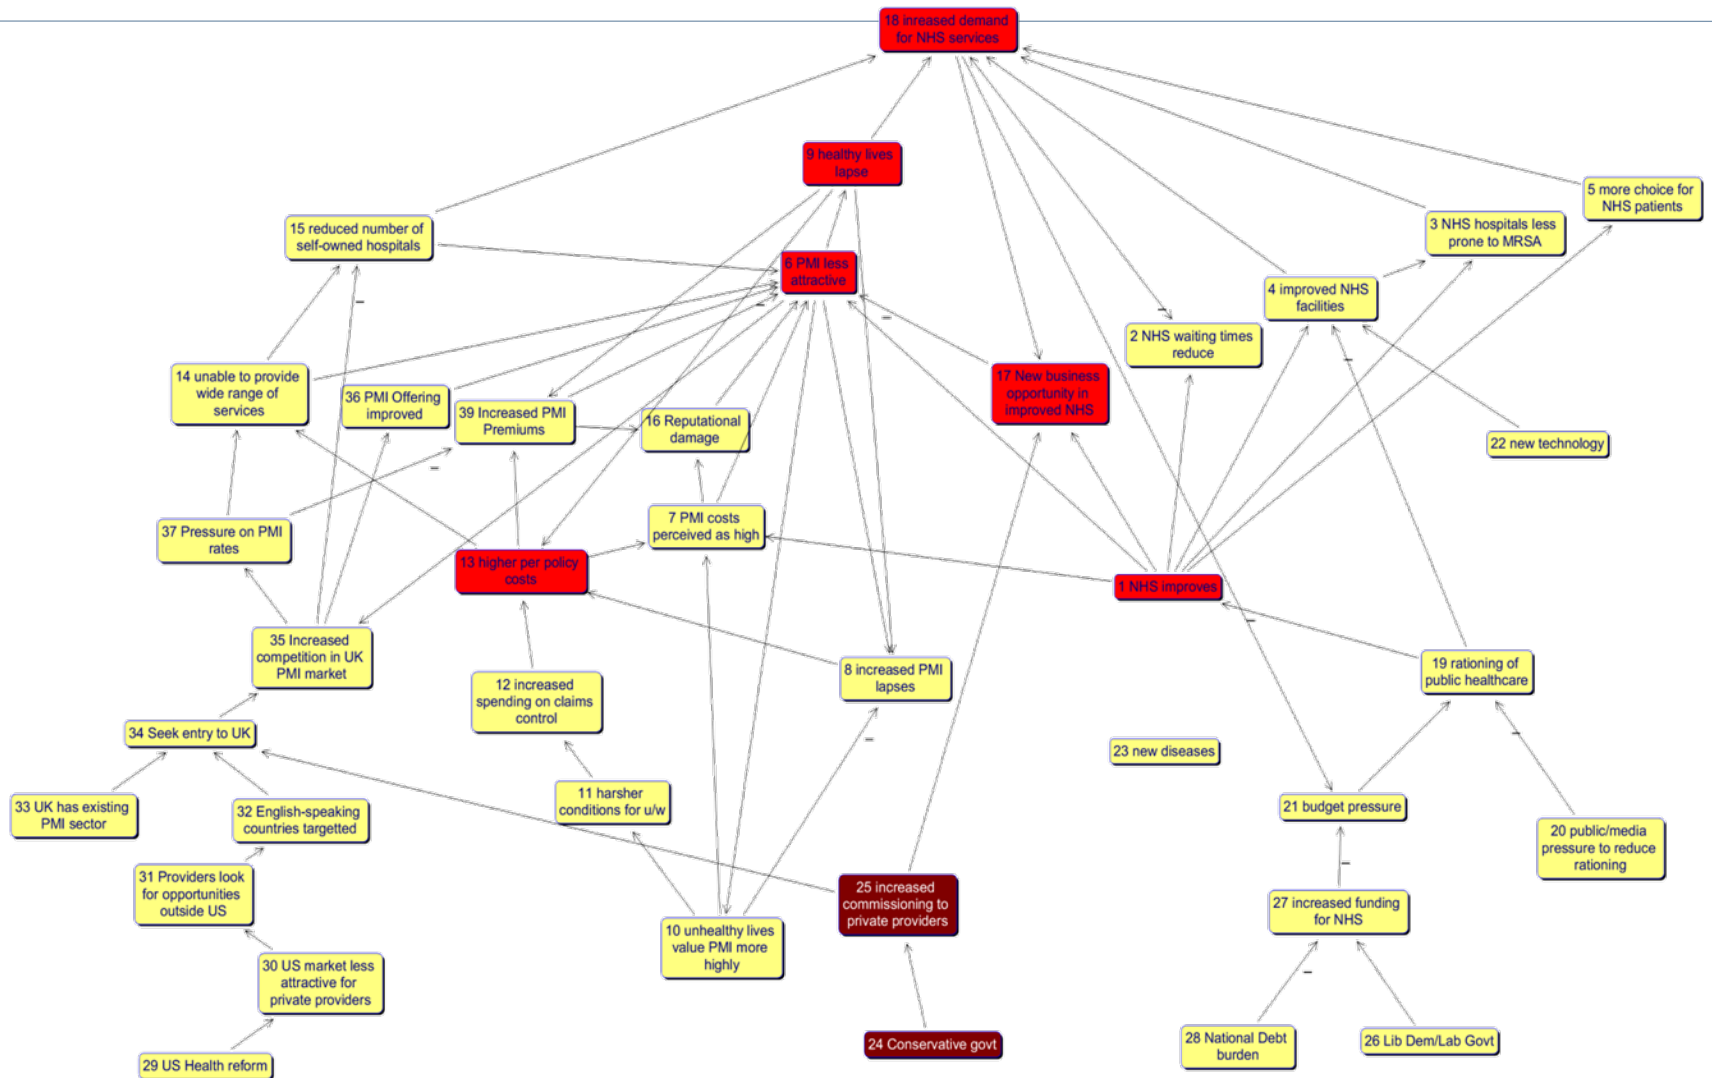 18 inreased demand
for NHS services
9 healthy lives
lapse
5 more choice for
NHS patients
15 reduced number of
self-owned hospitals
3 NHS hospitals less
prone to MRSA
6 PMI less
attractive
4 improved NHS
facilities
2 NHS waiting times
reduce
14 unable to provide
wide range of
services
36 PMI Offering
improved
39 Increased PMI
Premiums
16 Reputational
damage
17 New business
opportunity in
improved NHS
22 new technology
37 Pressure on PMI
rates
7 PMI costs
perceived as high
13 higher per policy
costs
1 NHS improves
35 Increased
competition in UK
PMI market
12 increased
spending on claims
control
8 increased PMI
lapses
19 rationing of
public healthcare
34 Seek entry to UK
23 new diseases
33 UK has existing
PMI sector
32 English-speaking
countries targetted
11 harsher
conditions for u/w
21 budget pressure
20 public/media
pressure to reduce
rationing
31 Providers look
for opportunities
outside US
25 increased
commissioning to
private providers
27 increased funding
for NHS
10 unhealthy lives
value PMI more
highly
30 US market less
attractive for
private providers
24 Conservative govt
28 National Debt
burden
26 Lib Dem/Lab Govt
29 US Health reform